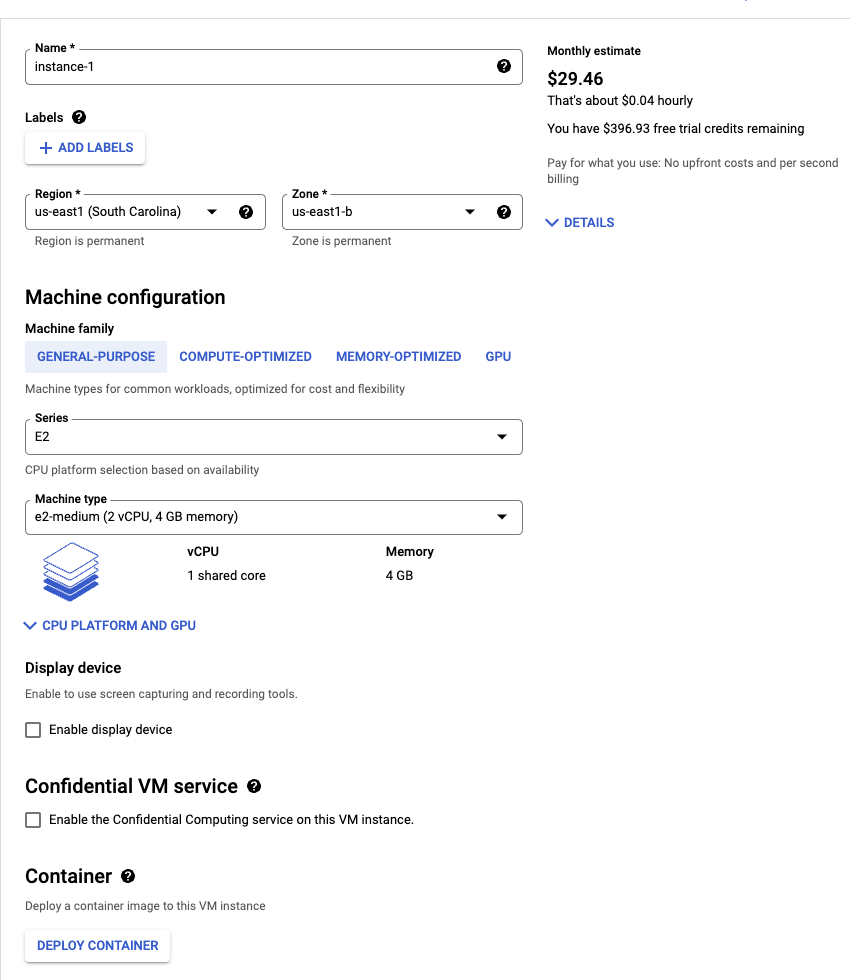 Name *
instance-1
Labels
ADD LABELS
Region *
us-east1 (South Carolina)
Region is permanent
Zone *
us-east1-b
Zone is permanent
Monthly estimate
$29.46
That's about $0.04 hourly
You have $396.93 free trial credits remaining
Pay for what you use: No upfront costs and per second
billing
DETAILS
Machine configuration
Machine family
GENERAL-PURPOSE COMPUTE-OPTIMIZED MEMORY-OPTIMIZED GPU
Machine types for common workloads, optimized for cost and flexibility
Series
E2
CPU platform selection based on availability
Machine type
e2-medium (2 vCPU, 4 GB memory)
vCPU Memory
1 shared core 4 GB
CPU PLATFORM AND GPU
Display device
Enable to use screen capturing and recording tools.
Enable display device
Confidential VM service
Enable the Confidential Computing service on this VM instance.
Container
Deploy a container image to this VM instance
DEPLOY CONTAINER